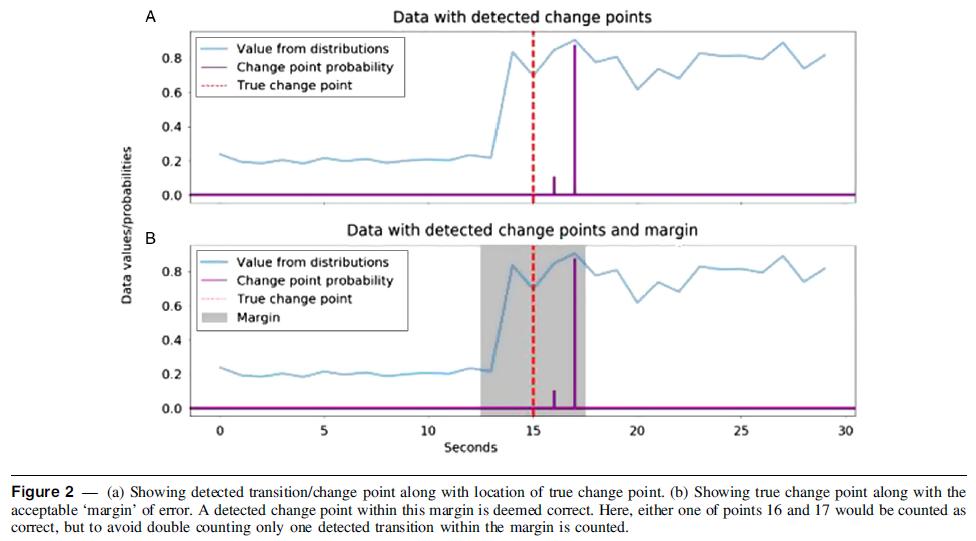 A
Data with detected change points
Value from distributions
Change point probability
True change point
0.8
0.6
0.4
0.2
0.0
Data values/probabilities
B
Data with detected change points and margin
Value from distributions
Change point probability
True change point
Margin
0.8
0.6
0.4
0.2
0.0
0 5 10 15 20 25 30
Seconds
Figure 2 — (a) Showing detected transition/change point along with location of true change point. (b) Showing true change point along with the
acceptable ‘margin’ of error. A detected change point within this margin is deemed correct. Here, either one of points 16 and 17 would be counted as
correct, but to avoid double counting only one detected transition within the margin is counted.